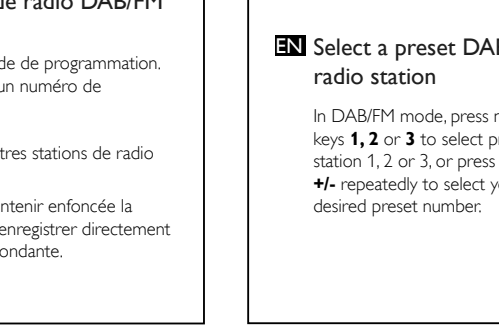 de radio DAB/FM
de de programmation.
un numéro de
tres stations de radio
ntenir enfoncée la
enregistrer directement
ondante.
EN Select a preset DA
radio station
In DAB/FM mode, press
keys 1, 2 or 3 to select
station 1, 2 or 3, or press
+/- repeatedly to select
desired preset number.